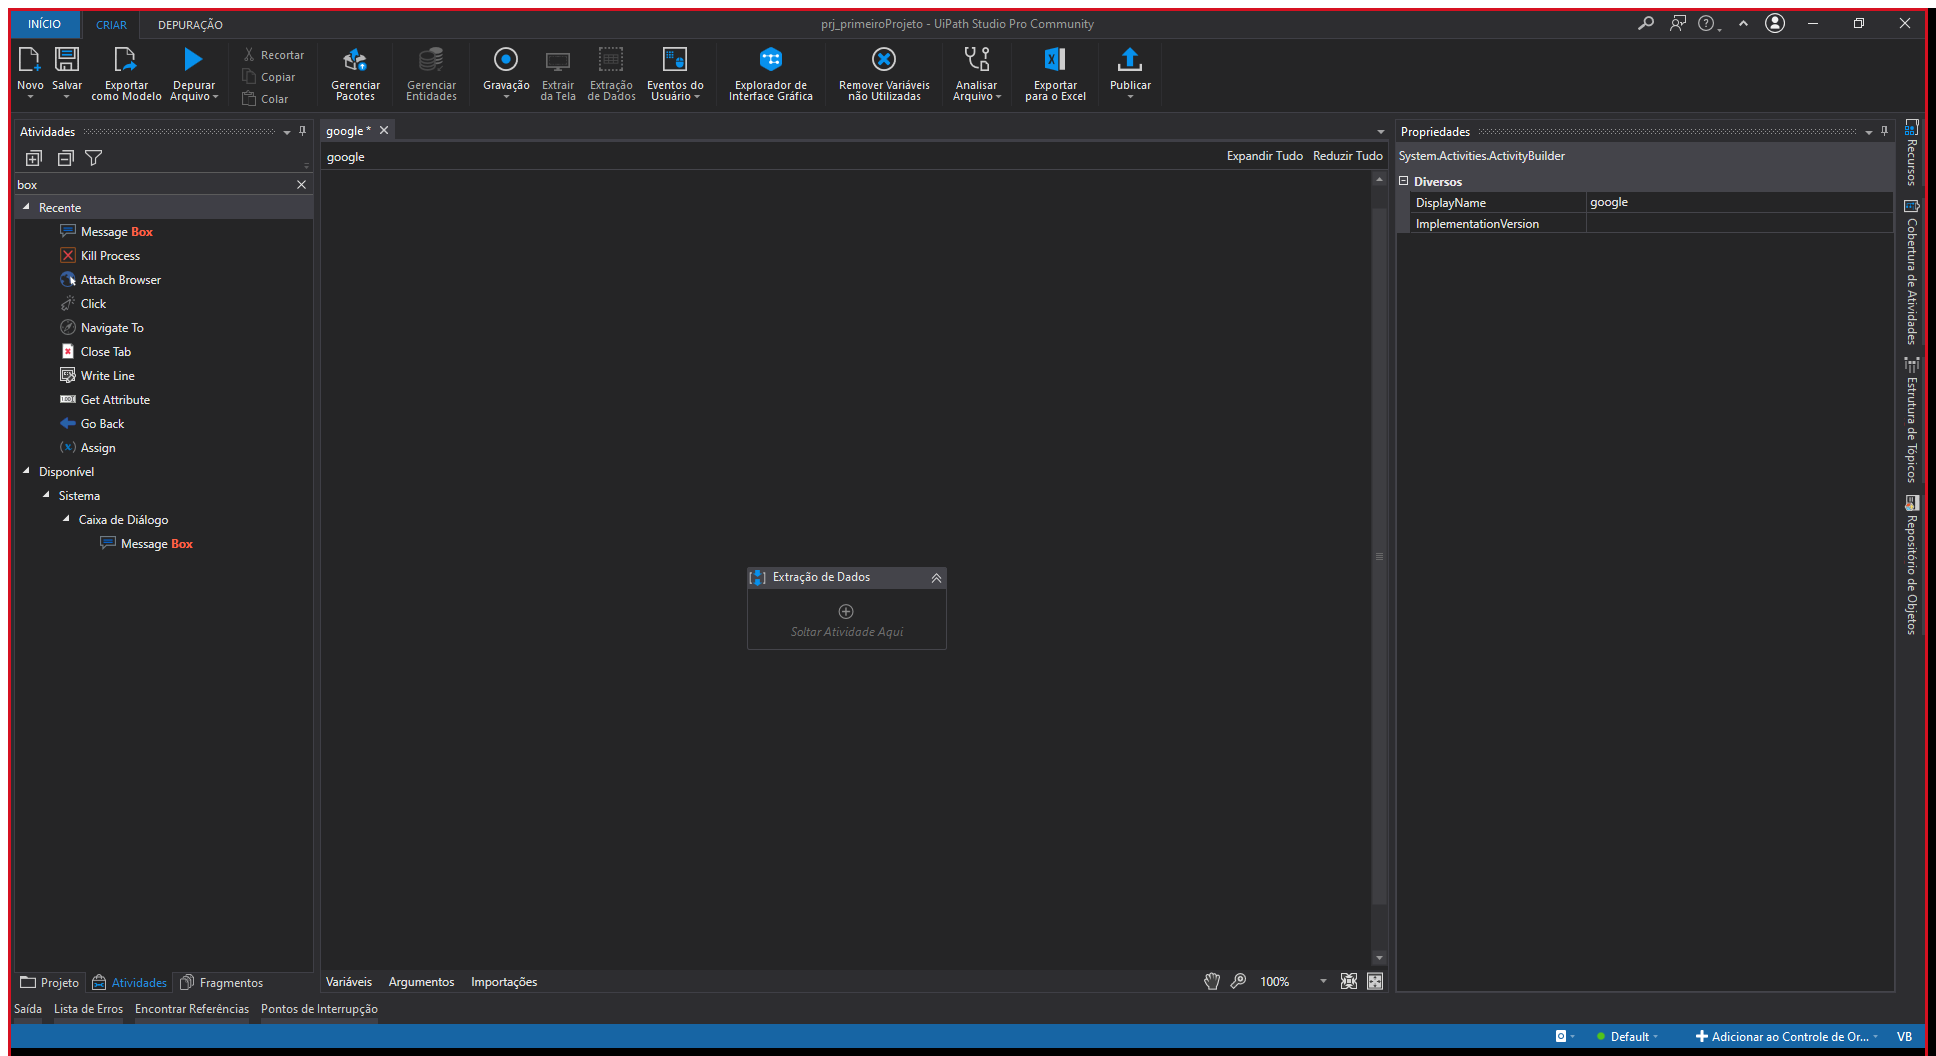 INÍCIO CRIAR DEPURAÇÃO prj_primeiroProjeto - UiPath Studio Pro Community
Novo
Salvar
Exportar
como Modelo
Depurar
Arquivo
Recortar
Copiar
Colar
Gerenciar
Pacotes
Gerenciar
Entidades
Gravação
Extrair
da Tela
Extração
de Dados
Eventos do
Usuário
Explorador de
Interface Gráfica
Remover Variáveis
não Utilizadas
Analisar
Arquivo
Exportar
para o Excel
Publicar
Atividades
box
Recente
Message Box
Kill Process
Attach Browser
Click
Navigate To
Close Tab
Write Line
Get Attribute
Go Back
Assign
Disponível
Sistema
Caixa de Diálogo
Message Box
Projeto Atividades Fragmentos
google *
google Expandir Tudo Reduzir Tudo
Extração de Dados
Soltar Atividade Aqui
Variáveis Argumentos Importações 100%
Propriedades
System.Activities.ActivityBuilder
Diversos
DisplayName google
ImplementationVersion
Recursos
Cobertura de Atividades
Estrutura de Tópicos
Repositório de Objetos
Saída Lista de Erros Encontrar Referências Pontos de Interrupção
Default Adicionar ao Controle de Or... VB